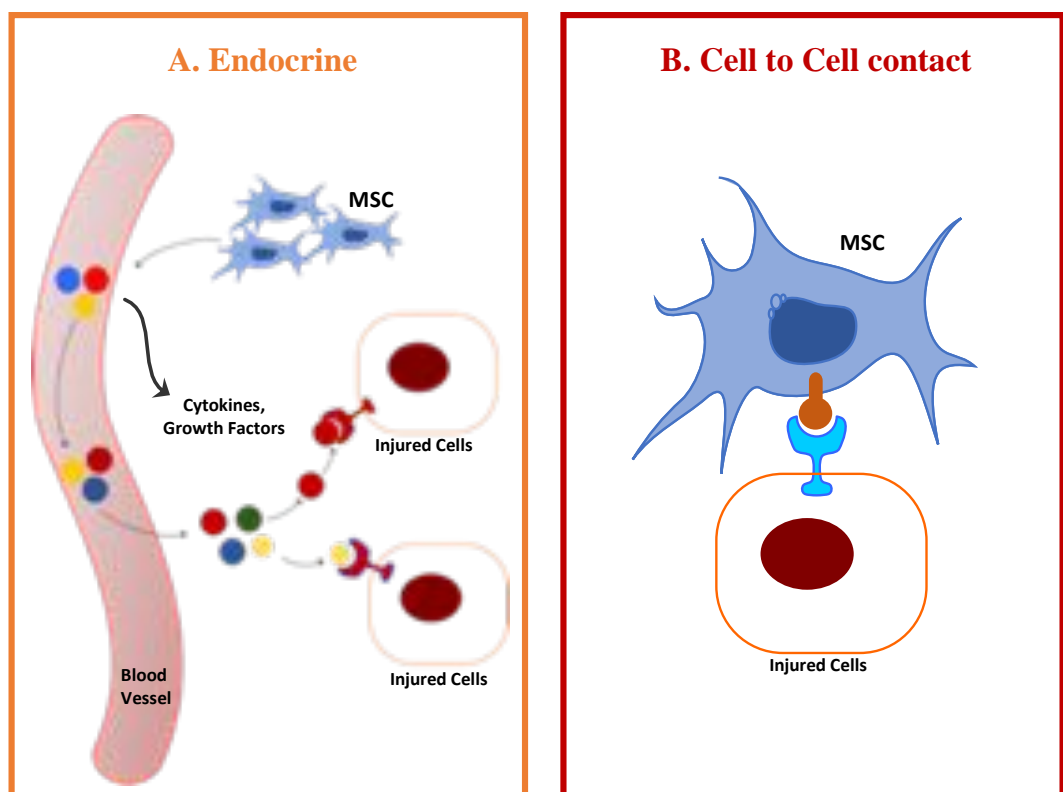 A. Endocrine
MSC
Cytokines,
Growth Factors
Injured Cells
Injured Cells
Blood
Vessel
B. Cell to Cell contact
MSC
Injured Cells